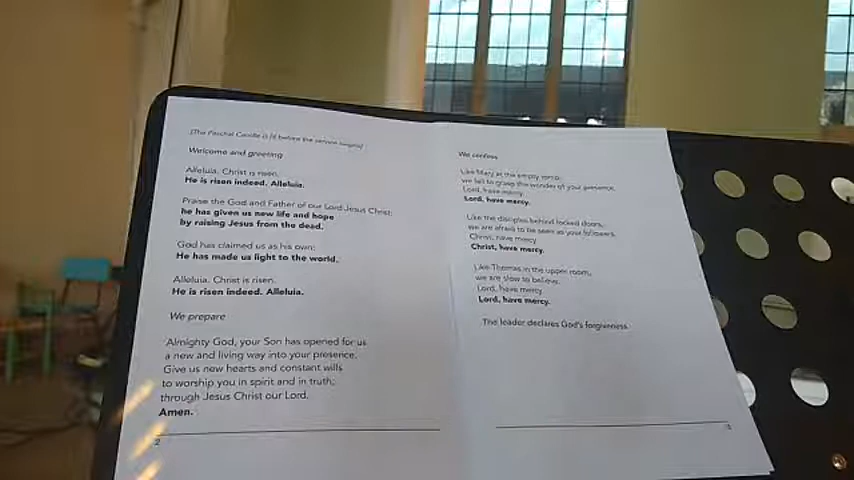 [The Paschal Candle is lit before the service begins]
Welcome and greeting
Alleluia. Christ is risen.
He is risen indeed. Alleluia.
Praise the God and Father of our Lord Jesus Christ:
he has given us new life and hope
by raising Jesus from the dead.
God has claimed us as his own:
He has made us light to the world.
Alleluia. Christ is risen.
He is risen indeed. Alleluia.
We prepare
Almighty God, your Son has opened for us
a new and living way into your presence.
Give us new hearts and constant wills
to worship you in spirit and in truth;
through Jesus Christ our Lord.
Amen.
2
We confess
Like Mary at the empty tomb,
we fail to grasp the wonder of your presence.
Lord, have mercy.
Lord, have mercy.
Like the disciples behind locked doors,
we are afraid to be seen as your followers.
Christ, have mercy.
Christ, have mercy.
Like Thomas in the upper room,
we are slow to believe.
Lord, have mercy.
Lord, have mercy.
The leader declares God's forgiveness.
3